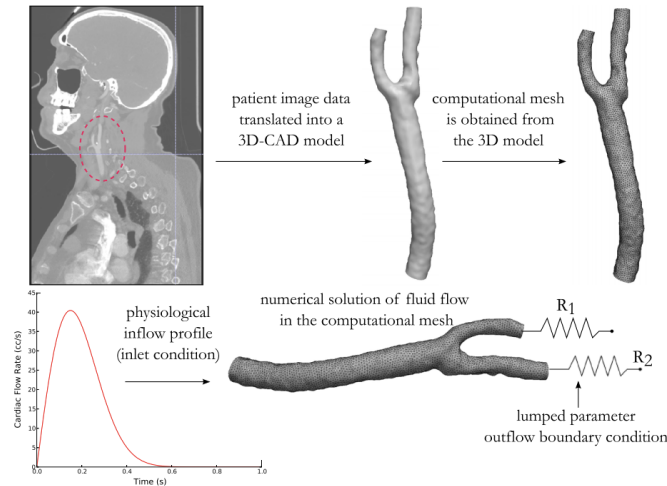 patient image data
translated into a
3D-CAD model
computational mesh
is obtained from
the 3D model
numerical solution of fluid flow
in the computational mesh
physiological
inflow profile
(inlet condition)
R1
R2
lumped parameter
outflow boundary condition
Cardiac Flow Rate (cc/s)
45
40
35
30
25
20
15
10
5
0
0.0 0.2 0.4 0.6 0.8 1.0
Time (s)